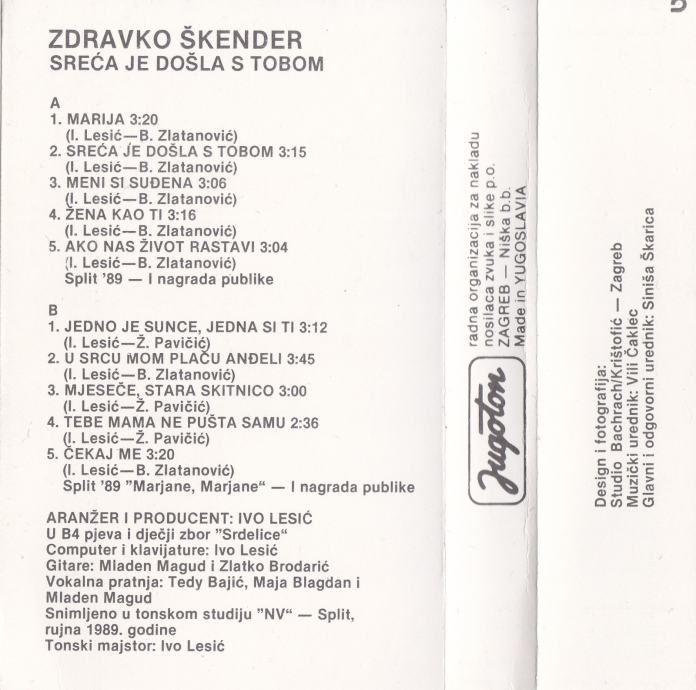 ZDRAVKO ŠKENDER
SREĆA JE DOŠLA S TOBOM
A
1. MARIJA 3:20
(I. Lesić—B. Zlatanović)
2. SREĆA JE DOŠLA S TOBOM 3:15
(I. Lesić—B. Zlatanović)
3. MENI SI SUĐENA 3:06
(I. Lesić—B. Zlatanović)
4. ŽENA KAO TI 3:16
(I. Lesić—B. Zlatanović)
5. AKO NAS ŽIVOT RASTAVI 3:04
(I. Lesić—B. Zlatanović)
Split '89 — I nagrada publike
B
1. JEDNO JE SUNCE, JEDNA SI TI 3:12
(I. Lesić—Ž. Pavičić)
2. U SRCU MOM PLAČU ANĐELI 3:45
(I. Lesić—B. Zlatanović)
3. MJESEČE, STARA SKITNICO 3:00
(I. Lesić—Ž. Pavičić)
4. TEBE MAMA NE PUŠTA SAMU 2:36
(I. Lesić—Ž. Pavičić)
5. ČEKAJ ME 3:20
(I. Lesić—B. Zlatanović)
Split '89 ”Marjane, Marjane“ — I nagrada publike
ARANŽER I PRODUCENT: IVO LESIĆ
U B4 pjeva i dječji zbor ”Srdelice“
Computer i klavijature: Ivo Lesić
Gitare: Mladen Magud i Zlatko Brodarić
Vokalna pratnja: Tedy Bajić, Maja Blagdan i
Mladen Magud
Snimljeno u tonskom studiju ”NV“ — Split,
rujna 1989. godine
Tonski majstor: Ivo Lesić
Jugoton
radna organizacija za nakladu
nosilaca zvuka i slike p.o.
ZAGREB — Niška b.b.
Made in YUGOSLAVIA
Design i fotografija:
Studio Bachrach/Krištofić — Zagreb
Muzički urednik: Vili Čaklec
Glavni i odgovorni urednik: Siniša Škarica